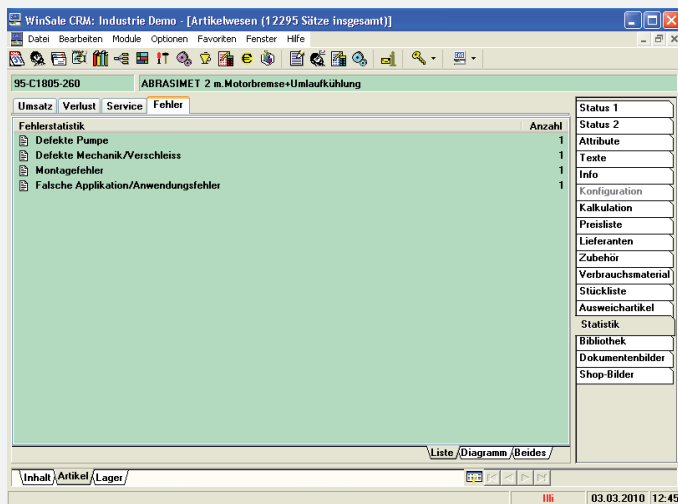 WinSale CRM: Industrie Demo - [Artikelwesen (12295 Sätze insgesamt)]
Datei Bearbeiten Module Optionen Favoriten Fenster Hilfe
95-C1805-260 ABRASIMET 2 m.Motorbremse+Umlaufkühlung
Umsatz Verlust Service Fehler
Fehlerstatistik Anzahl
Defekte Pumpe 1
Defekte Mechanik/Verschleiss 1
Montagefehler 1
Falsche Applikation/Anwendungsfehler 1
Status 1
Status 2
Attribute
Texte
Info
Konfiguration
Kalkulation
Preisliste
Lieferanten
Zubehör
Verbrauchsmaterial
Stückliste
Ausweichartikel
Statistik
Bibliothek
Dokumentenbilder
Shop-Bilder
Liste Diagramm Beides
Inhalt Artikel Lager
Illi 03.03.2010 12:45